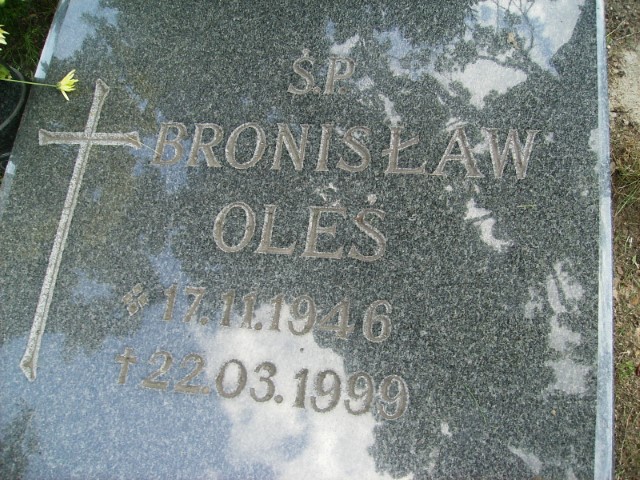 Ś.P.
BRONISŁAW
OLEŚ
17.11.1946
22.03.1999